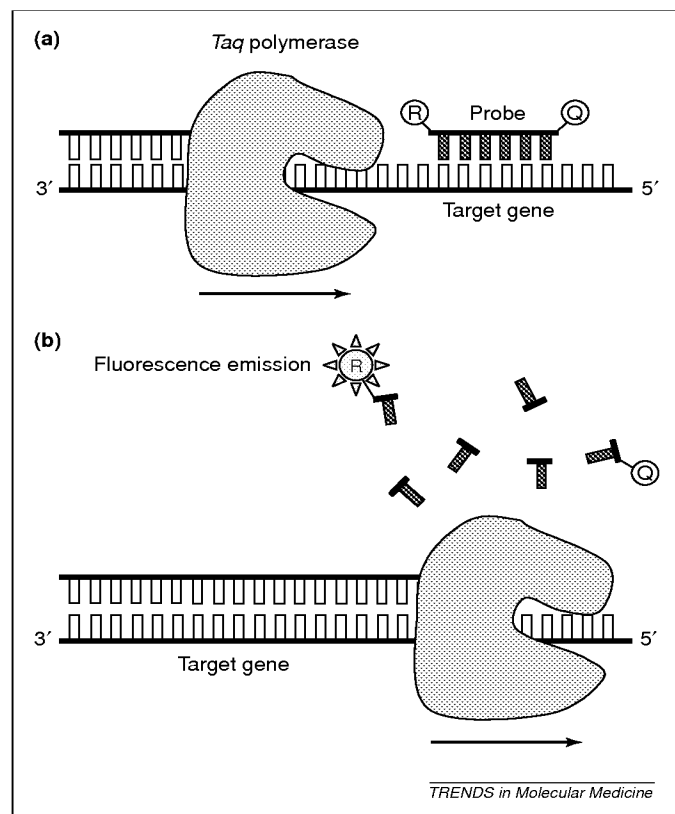 (a)
Taq polymerase
R Probe Q
3′ 5′
Target gene
(b)
Fluorescence emission R
Q
3′ 5′
Target gene
TRENDS in Molecular Medicine